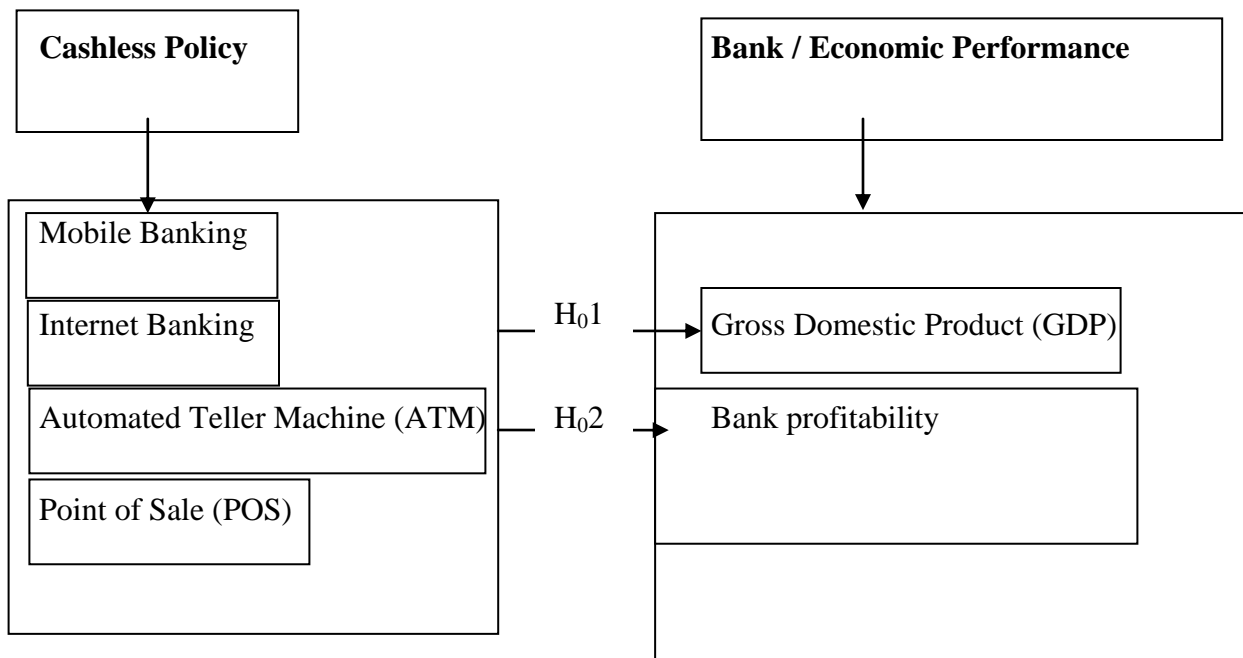 Cashless Policy
Bank / Economic Performance
Mobile Banking
Internet Banking
H₀1
Gross Domestic Product (GDP)
Automated Teller Machine (ATM)
H₀2
Bank profitability
Point of Sale (POS)